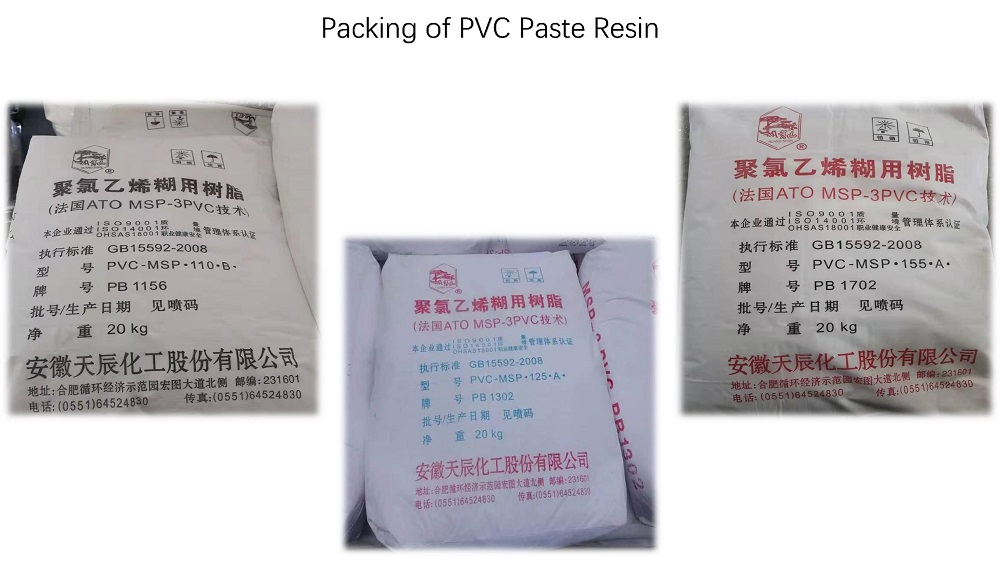 Packing of PVC Paste Resin
聚氯乙烯糊用树脂
(法国ATO MSP-3PVC技术)
本企业通过ISO9001质量 ISO14001环境 OHSAS18001职业健康安全管理体系认证
执行标准 GB15592-2008
型号 PVC-MSP·110·B·
牌号 PB1156
批号/生产日期 见喷码
净重 20 kg
安徽天辰化工股份有限公司
地址:合肥循环经济示范园宏图大道北侧 邮编:231601
电话:(0551)64524830 传真:(0551)64524830
聚氯乙烯糊用树脂
(法国ATO MSP-3PVC技术)
本企业通过ISO9001质量 ISO14001环境 OHSAS18001职业健康安全管理体系认证
执行标准 GB15592-2008
型号 PVC-MSP·125·A·
牌号 PB1302
批号/生产日期 见喷码
净重 20 kg
安徽天辰化工股份有限公司
地址:合肥循环经济示范园宏图大道北侧 邮编:231601
电话:(0551)64524830 传真:(0551)64524830
PB1302
聚氯乙烯糊用树脂
(法国ATO MSP-3PVC技术)
本企业通过ISO9001质量 ISO14001环境 OHSAS18001职业健康安全管理体系认证
执行标准 GB15592-2008
型号 PVC-MSP·155·A·
牌号 PB1702
批号/生产日期 见喷码
净重 20 kg
安徽天辰化工股份有限公司
地址:合肥循环经济示范园宏图大道北侧 邮编:231601
电话:(0551)64524830 传真:(0551)64524830